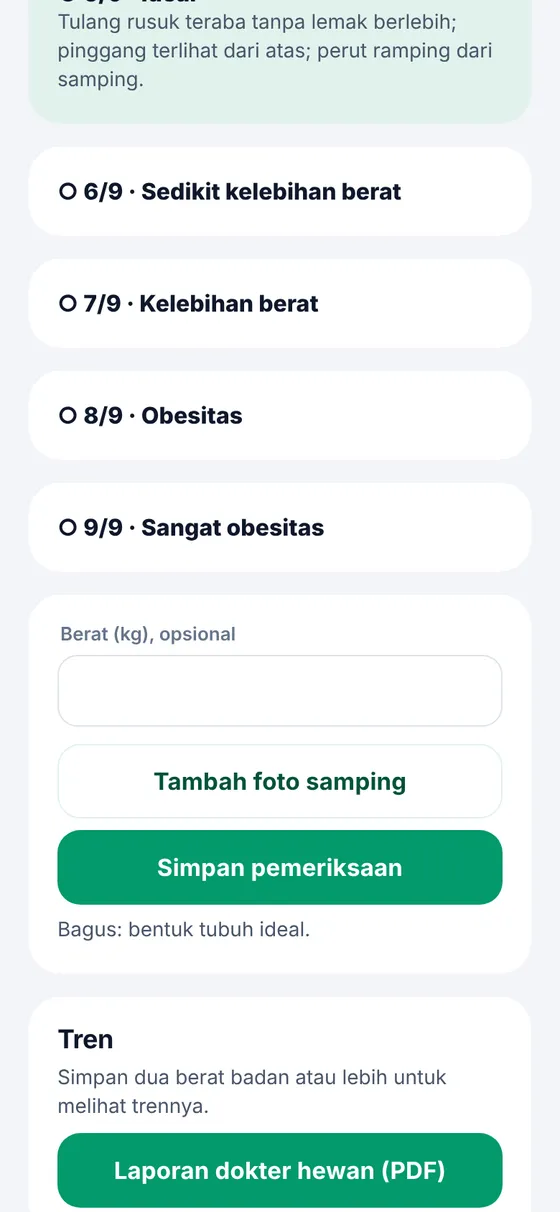 Tulang rusuk teraba tanpa lemak berlebih;
pinggang terlihat dari atas; perut ramping dari
samping.
6/9 · Sedikit kelebihan berat
7/9 · Kelebihan berat
8/9 · Obesitas
9/9 · Sangat obesitas
Berat (kg), opsional
Tambah foto samping
Simpan pemeriksaan
Bagus: bentuk tubuh ideal.
Tren
Simpan dua berat badan atau lebih untuk
melihat trennya.
Laporan dokter hewan (PDF)